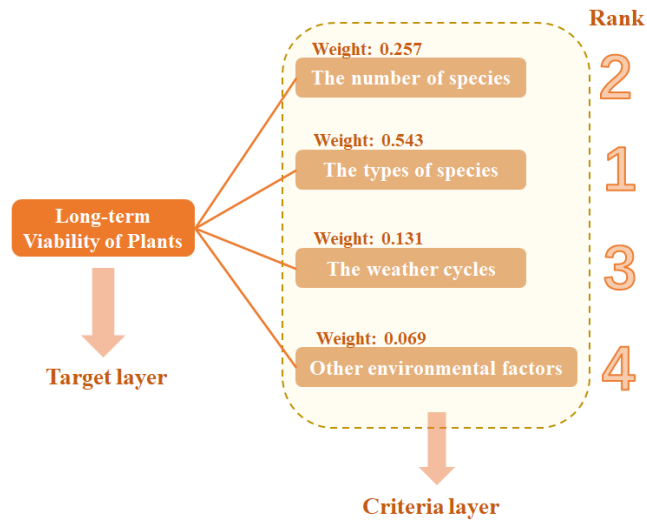 Rank
Weight: 0.257
The number of species
2
Weight: 0.543
The types of species
1
Long-term
Viability of Plants
Weight: 0.131
The weather cycles
3
Weight: 0.069
Other environmental factors
4
Target layer
Criteria layer